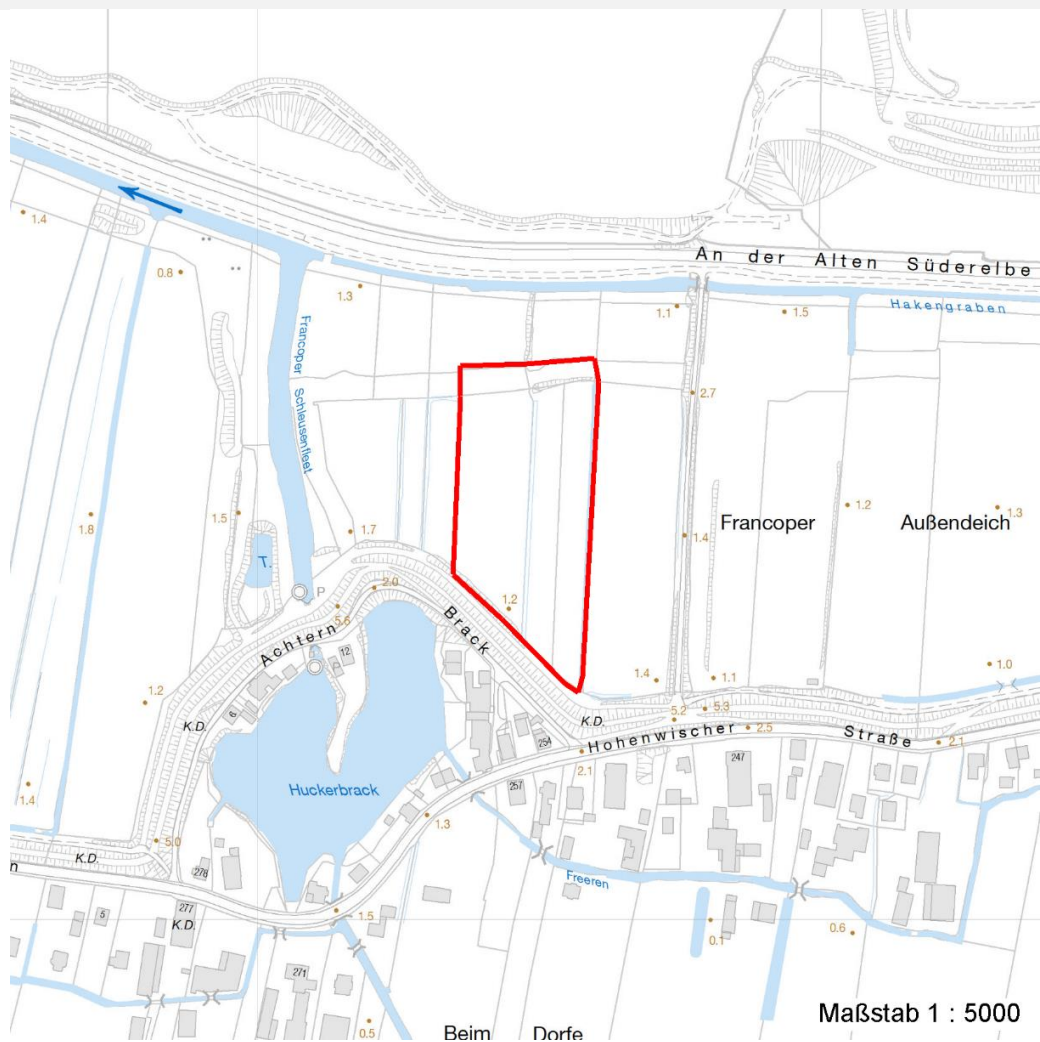 1.4
0.8
An der Alten Süderelbe
1.3
1.1
1.5
Hakengraben
Francoper Schleusenfleet
2.7
1.8
1.5
1.7
1.4
Francoper Außendeich
1.2
1.3
T.
P
5.6
2.0
1.2
Achtern Brack
12
1.2
6
1.4
1.1
1.0
K.D.
K.D.
5.2
5.3
254
Hohenwischer Straße
2.5
2.1
2.1
247
257
Huckerbrack
1.4
1.3
5.0
K.D.
n
278
Freeren
5
277
K.D.
1.5
0.1
0.6
271
0.5
Beim Dorfe
Maßstab 1 : 5000